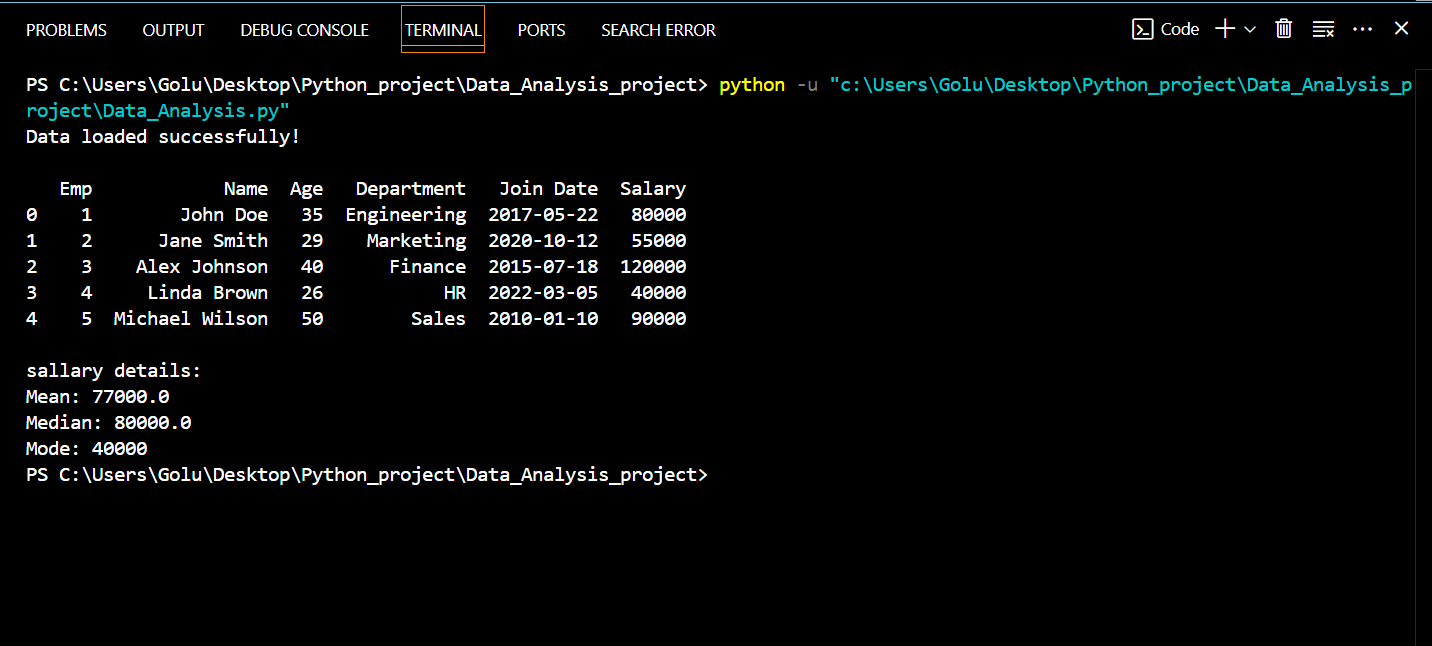 PROBLEMS OUTPUT DEBUG CONSOLE TERMINAL PORTS SEARCH ERROR Code
PS C:\Users\Golu\Desktop\Python_project\Data_Analysis_project> python -u "c:\Users\Golu\Desktop\Python_project\Data_Analysis_p
roject\Data_Analysis.py"
Data loaded successfully!
   Emp            Name  Age   Department   Join Date  Salary
0    1        John Doe   35  Engineering  2017-05-22   80000
1    2      Jane Smith   29    Marketing  2020-10-12   55000
2    3    Alex Johnson   40      Finance  2015-07-18  120000
3    4     Linda Brown   26           HR  2022-03-05   40000
4    5  Michael Wilson   50        Sales  2010-01-10   90000
sallary details:
Mean: 77000.0
Median: 80000.0
Mode: 40000
PS C:\Users\Golu\Desktop\Python_project\Data_Analysis_project>